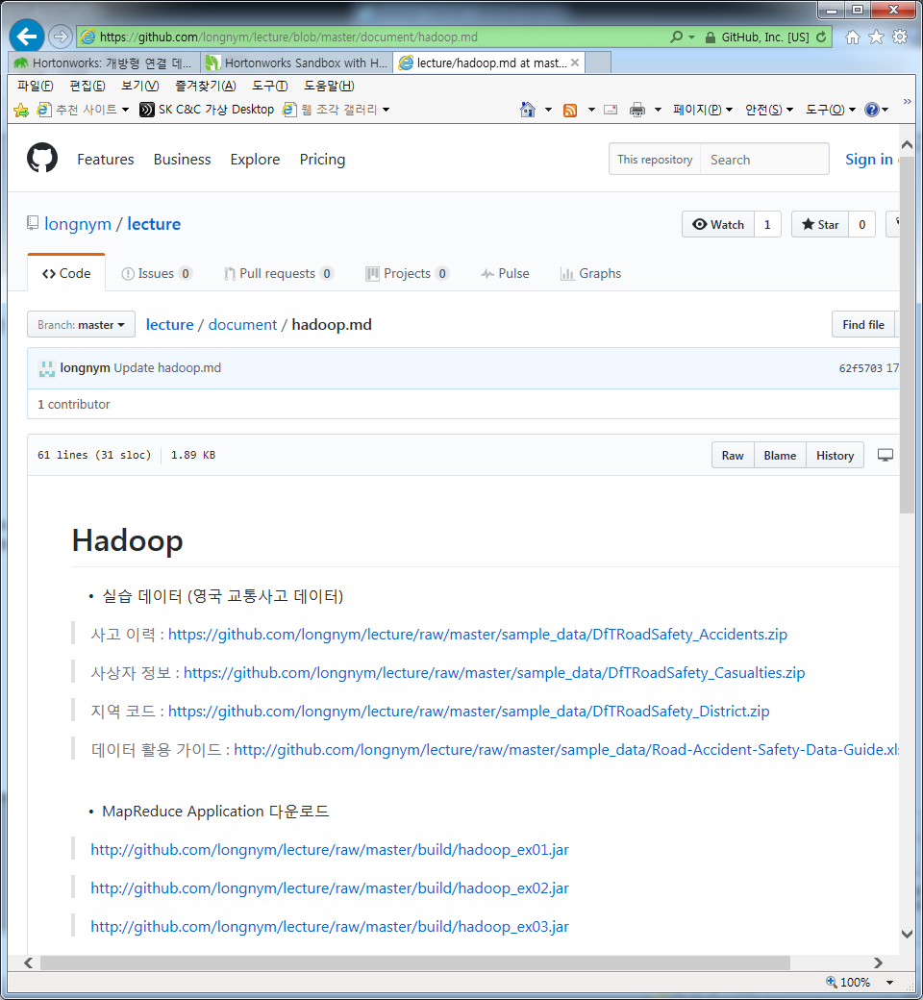 https://github.com/longnym/lecture/blob/master/document/hadoop.md GitHub, Inc. [US]
Hortonworks: 개방형 연결 데... Hortonworks Sandbox with H... lecture/hadoop.md at mast...
파일(F) 편집(E) 보기(V) 즐겨찾기(A) 도구(T) 도움말(H)
추천 사이트 SK C&C 가상 Desktop 웹 조각 갤러리 페이지(P) 안전(S) 도구(O)
Features Business Explore Pricing This repository Search Sign in
longnym / lecture Watch 1 Star 0
Code Issues 0 Pull requests 0 Projects 0 Pulse Graphs
Branch: master lecture / document / hadoop.md Find file
longnym Update hadoop.md 62f5703 17
1 contributor
61 lines (31 sloc) 1.89 KB Raw Blame History
Hadoop
• 실습 데이터 (영국 교통사고 데이터)
사고 이력 : https://github.com/longnym/lecture/raw/master/sample_data/DfTRoadSafety_Accidents.zip
사상자 정보 : https://github.com/longnym/lecture/raw/master/sample_data/DfTRoadSafety_Casualties.zip
지역 코드 : https://github.com/longnym/lecture/raw/master/sample_data/DfTRoadSafety_District.zip
데이터 활용 가이드 : http://github.com/longnym/lecture/raw/master/sample_data/Road-Accident-Safety-Data-Guide.xls
• MapReduce Application 다운로드
http://github.com/longnym/lecture/raw/master/build/hadoop_ex01.jar
http://github.com/longnym/lecture/raw/master/build/hadoop_ex02.jar
http://github.com/longnym/lecture/raw/master/build/hadoop_ex03.jar
100%